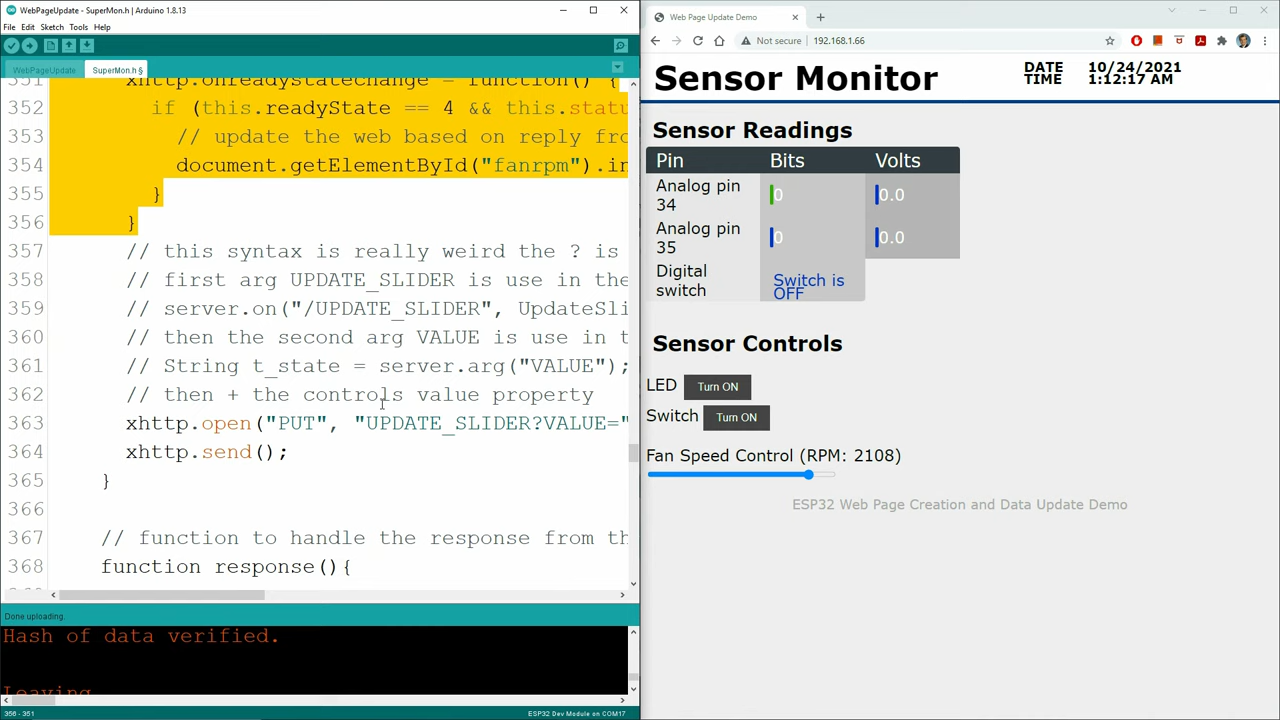 WebPageUpdate - SuperMon.h | Arduino 1.8.13
File Edit Sketch Tools Help
WebPageUpdate
SuperMon.h §
351 xhttp.onreadystatechange = function() {
352 if (this.readyState == 4 && this.statu
353 // update the web based on reply fro
354 document.getElementById("fanrpm").in
355 }
356 }
357 // this syntax is really weird the ? is
358 // first arg UPDATE_SLIDER is use in the
359 // server.on("/UPDATE_SLIDER", UpdateSli
360 // then the second arg VALUE is use in t
361 // String t_state = server.arg("VALUE");
362 // then + the controls value property
363 xhttp.open("PUT", "UPDATE_SLIDER?VALUE="
364 xhttp.send();
365 }
366
367 // function to handle the response from th
368 function response(){
Done uploading.
Hash of data verified.
Leaving
356 - 351
ESP32 Dev Module on COM17
Web Page Update Demo
Not secure | 192.168.1.66
Sensor Monitor
DATE 10/24/2021
TIME 1:12:17 AM
Sensor Readings
Pin Bits Volts
Analog pin
34
0 0.0
Analog pin
35
0 0.0
Digital
switch
Switch is
OFF
Sensor Controls
LED Turn ON
Switch Turn ON
Fan Speed Control (RPM: 2108)
ESP32 Web Page Creation and Data Update Demo